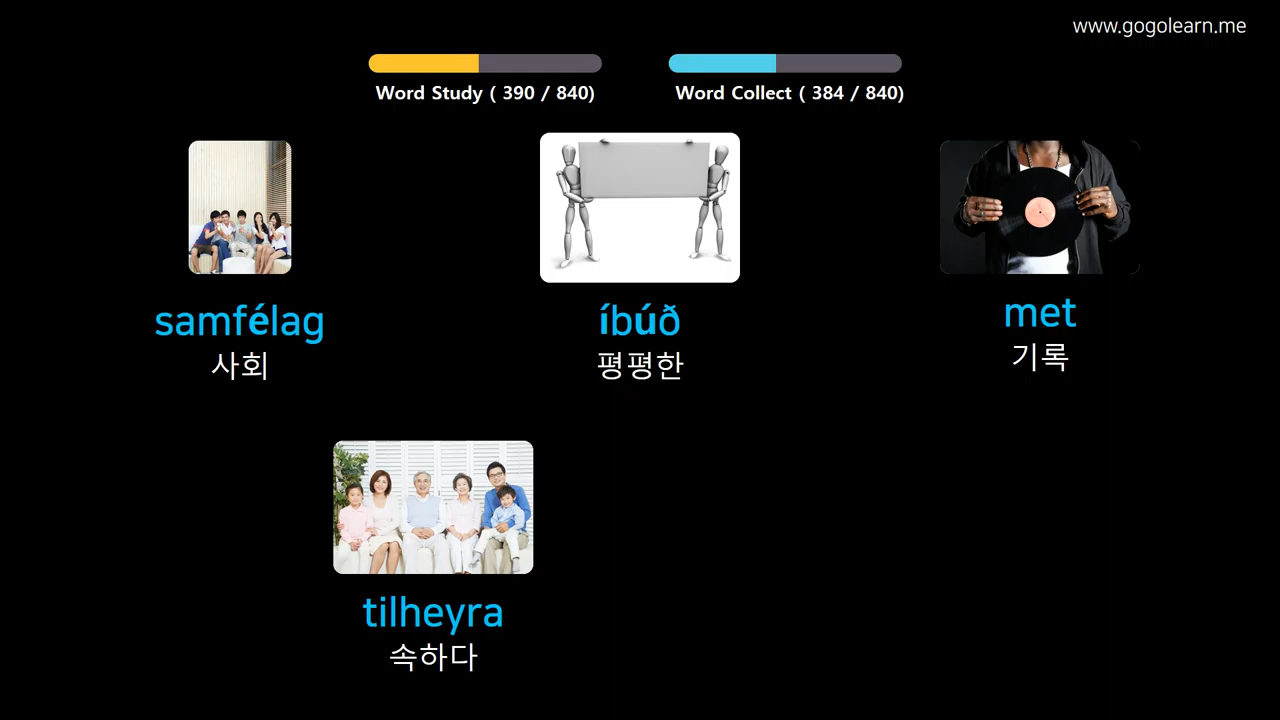 www.gogolearn.me
Word Study ( 390 / 840)
Word Collect ( 384 / 840)
samfélag
사회
íbúð
평평한
met
기록
tilheyra
속하다